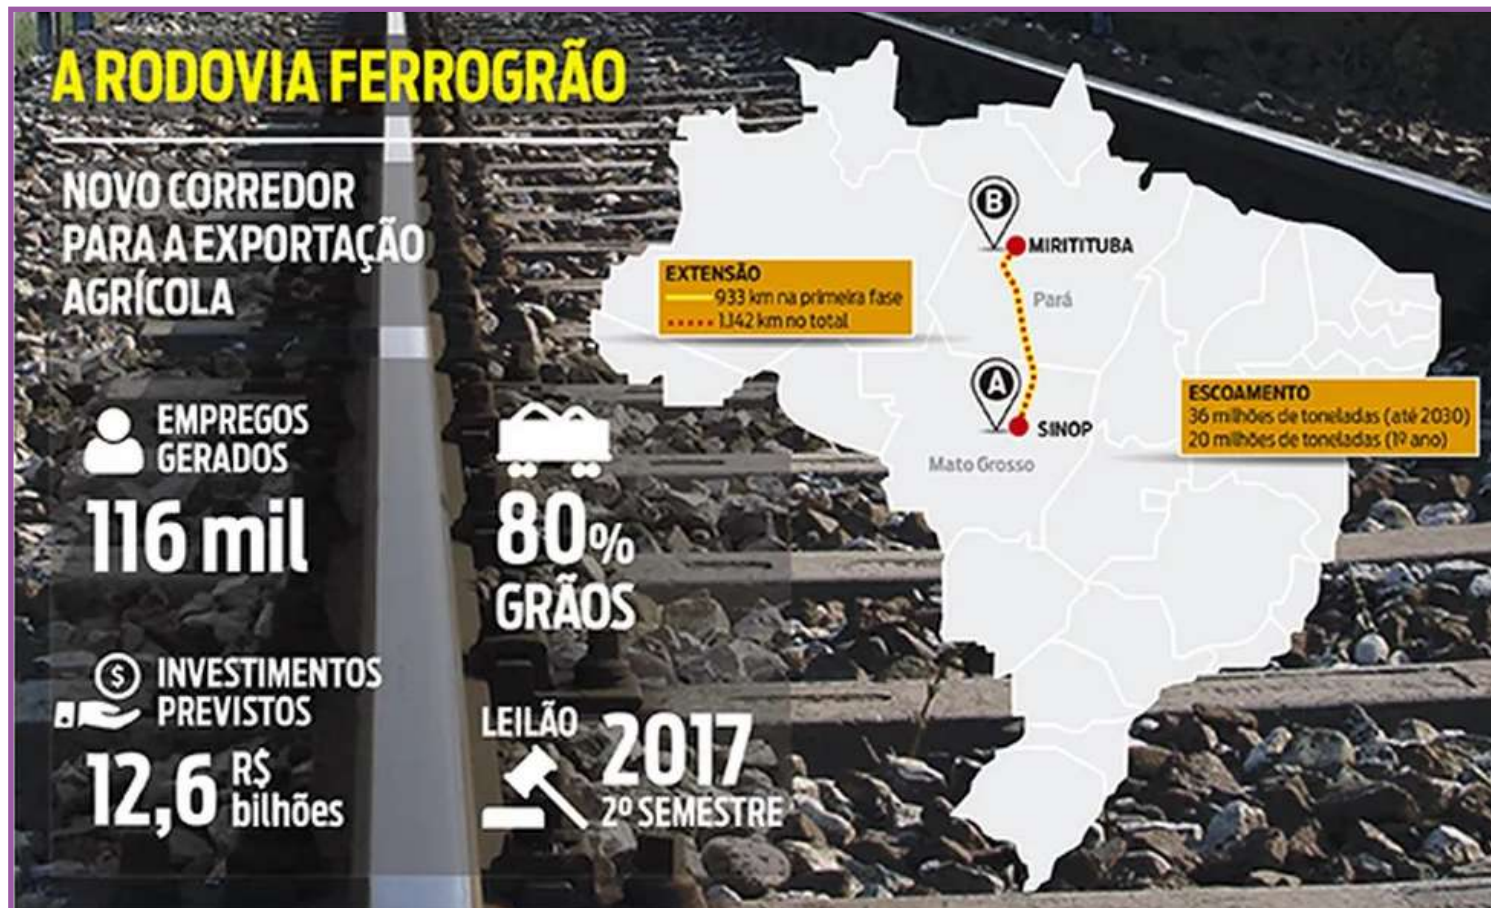 A RODOVIA FERROGRÃO
NOVO CORREDOR
PARA A EXPORTAÇÃO
AGRÍCOLA
EMPREGOS
GERADOS
116 mil
80%
GRÃOS
$
INVESTIMENTOS
PREVISTOS
12,6 R$
bilhões
LEILÃO
2017
2º SEMESTRE
B
MIRITITUBA
EXTENSÃO
933 km na primeira fase
1.142 km no total
Pará
A
SINOP
Mato Grosso
ESCOAMENTO
36 milhões de toneladas (até 2030)
20 milhões de toneladas (1º ano)